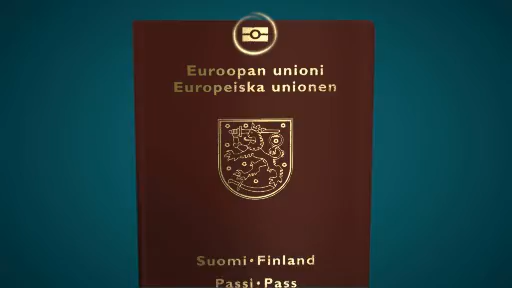 Euroopan unioni
Europeiska unionen
Suomi•Finland
Passi•Pass